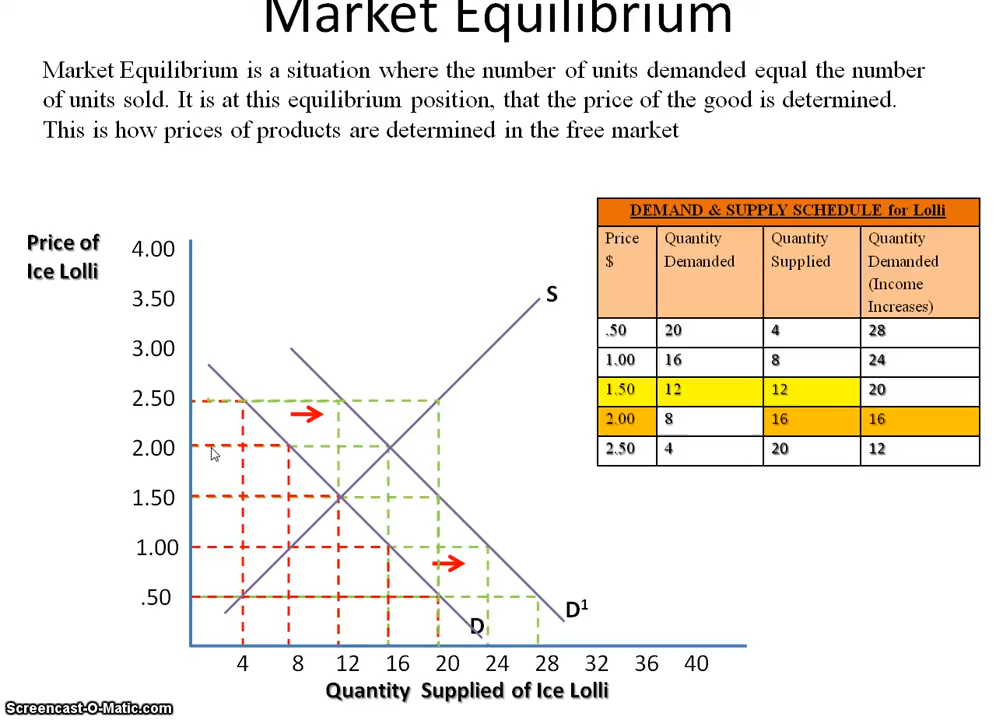 Market Equilibrium
Market Equilibrium is a situation where the number of units demanded equal the number
of units sold. It is at this equilibrium position, that the price of the good is determined.
This is how prices of products are determined in the free market
DEMAND & SUPPLY SCHEDULE for Lolli
Price $ Quantity Demanded Quantity Supplied Quantity Demanded (Income Increases)
.50 20 4 28
1.00 16 8 24
1.50 12 12 20
2.00 8 16 16
2.50 4 20 12
Price of
Ice Lolli
4.00
3.50
3.00
2.50
2.00
1.50
1.00
.50
S
D
D¹
4 8 12 16 20 24 28 32 36 40
Quantity Supplied of Ice Lolli
Screencast-O-Matic.com